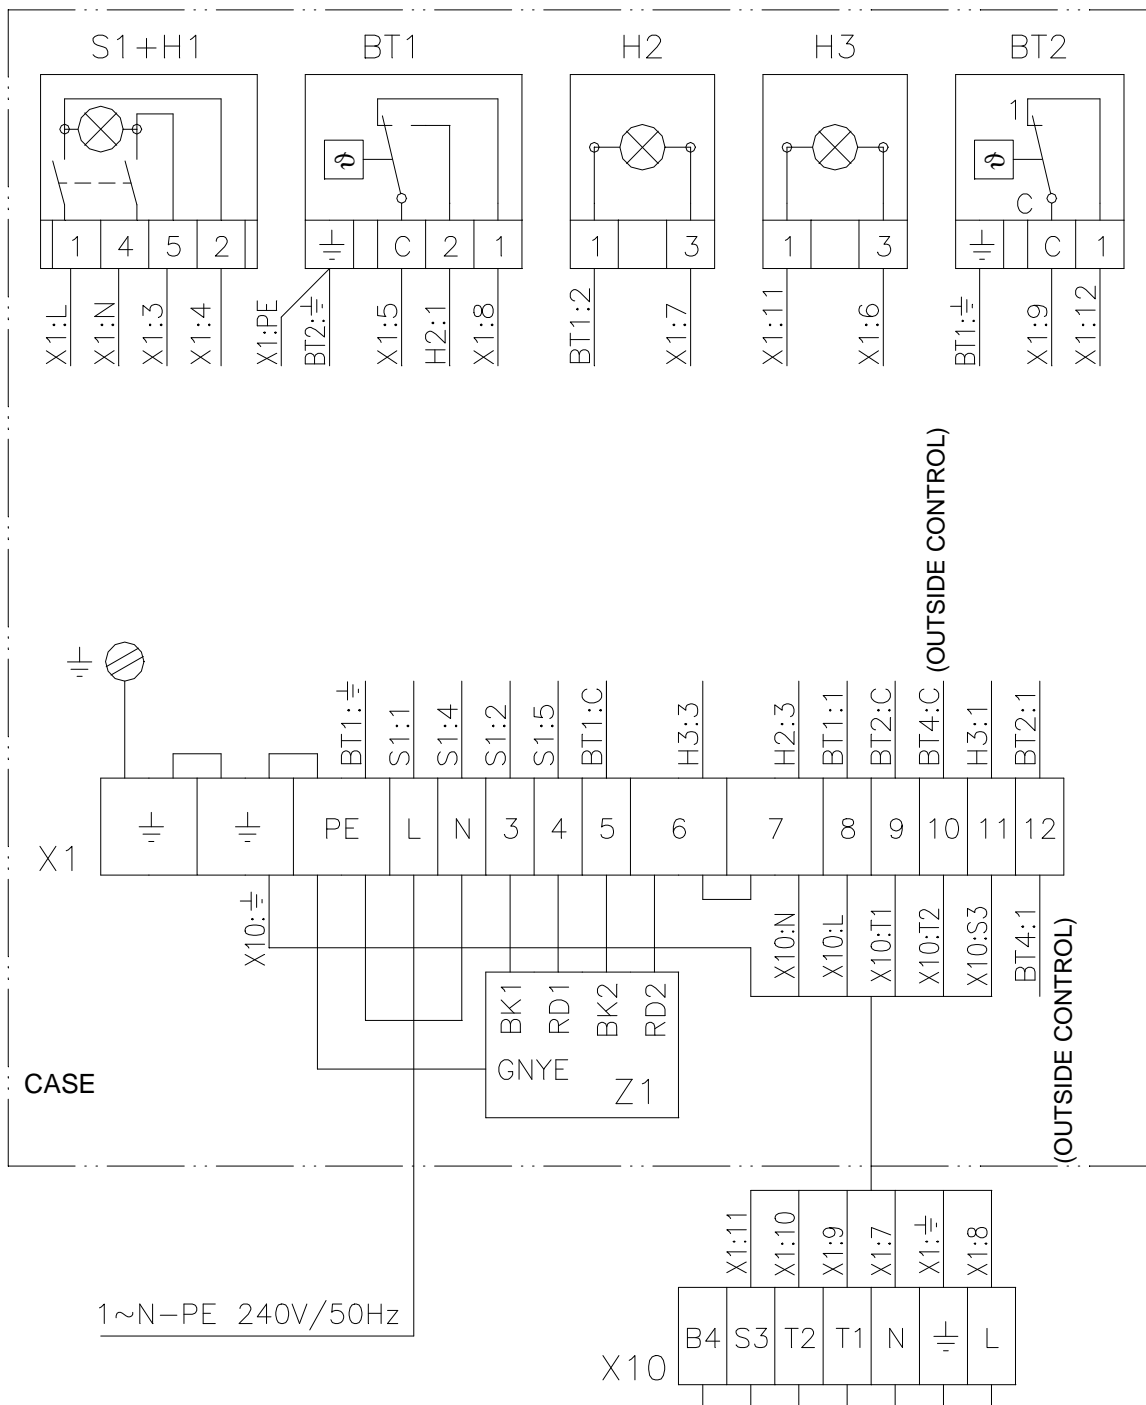 S1+H1 BT1 H2 H3 BT2
ϑ ϑ 1 C
1 4 5 2 ⏚ C 2 1 1 3 1 3 ⏚ C 1
X1:L X1:N X1:3 X1:4 X1:PE BT2:⏚ X1:5 H2:1 X1:8 BT1:2 X1:7 X1:11 X1:6 BT1:⏚ X1:9 X1:12
(OUTSIDE CONTROL)
⏚
BT1:⏚ S1:1 S1:4 S1:2 S1:5 BT1:C H3:3 H2:3 BT1:1 BT2:C BT4:C H3:1 BT2:1
X1 ⏚ ⏚ PE L N 3 4 5 6 7 8 9 10 11 12
X10:⏚ X10:N X10:L X10:T1 X10:T2 X10:S3 BT4:1
(OUTSIDE CONTROL)
BK1 RD1 BK2 RD2
GNYE
Z1
CASE
X1:11 X1:10 X1:9 X1:7 X1:⏚ X1:8
1~N-PE 240V/50Hz
X10 B4 S3 T2 T1 N ⏚ L